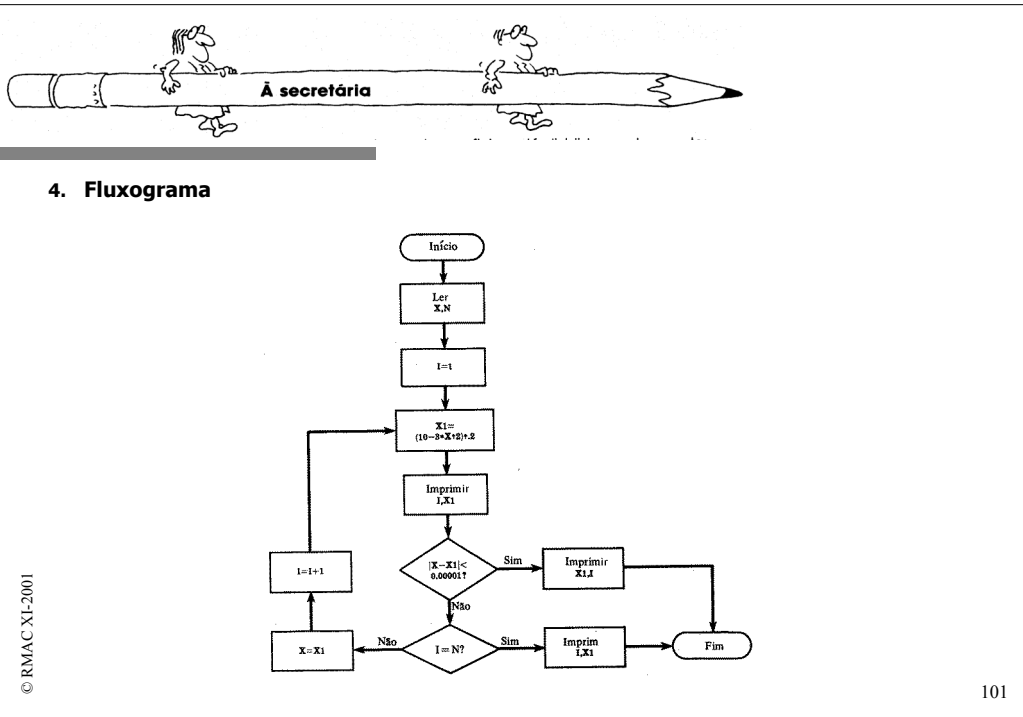 À secretária
4. Fluxograma
Início
Ler
X,N
I=1
X1=
(10-3*X↑2)↑.2
Imprimir
I,X1
|X-X1|<
0,00001?
Sim
Imprimir
X1,I
Não
I=I+1
X=X1
Não
I=N?
Sim
Imprim
I,X1
Fim
© RMAC XI-2001
101